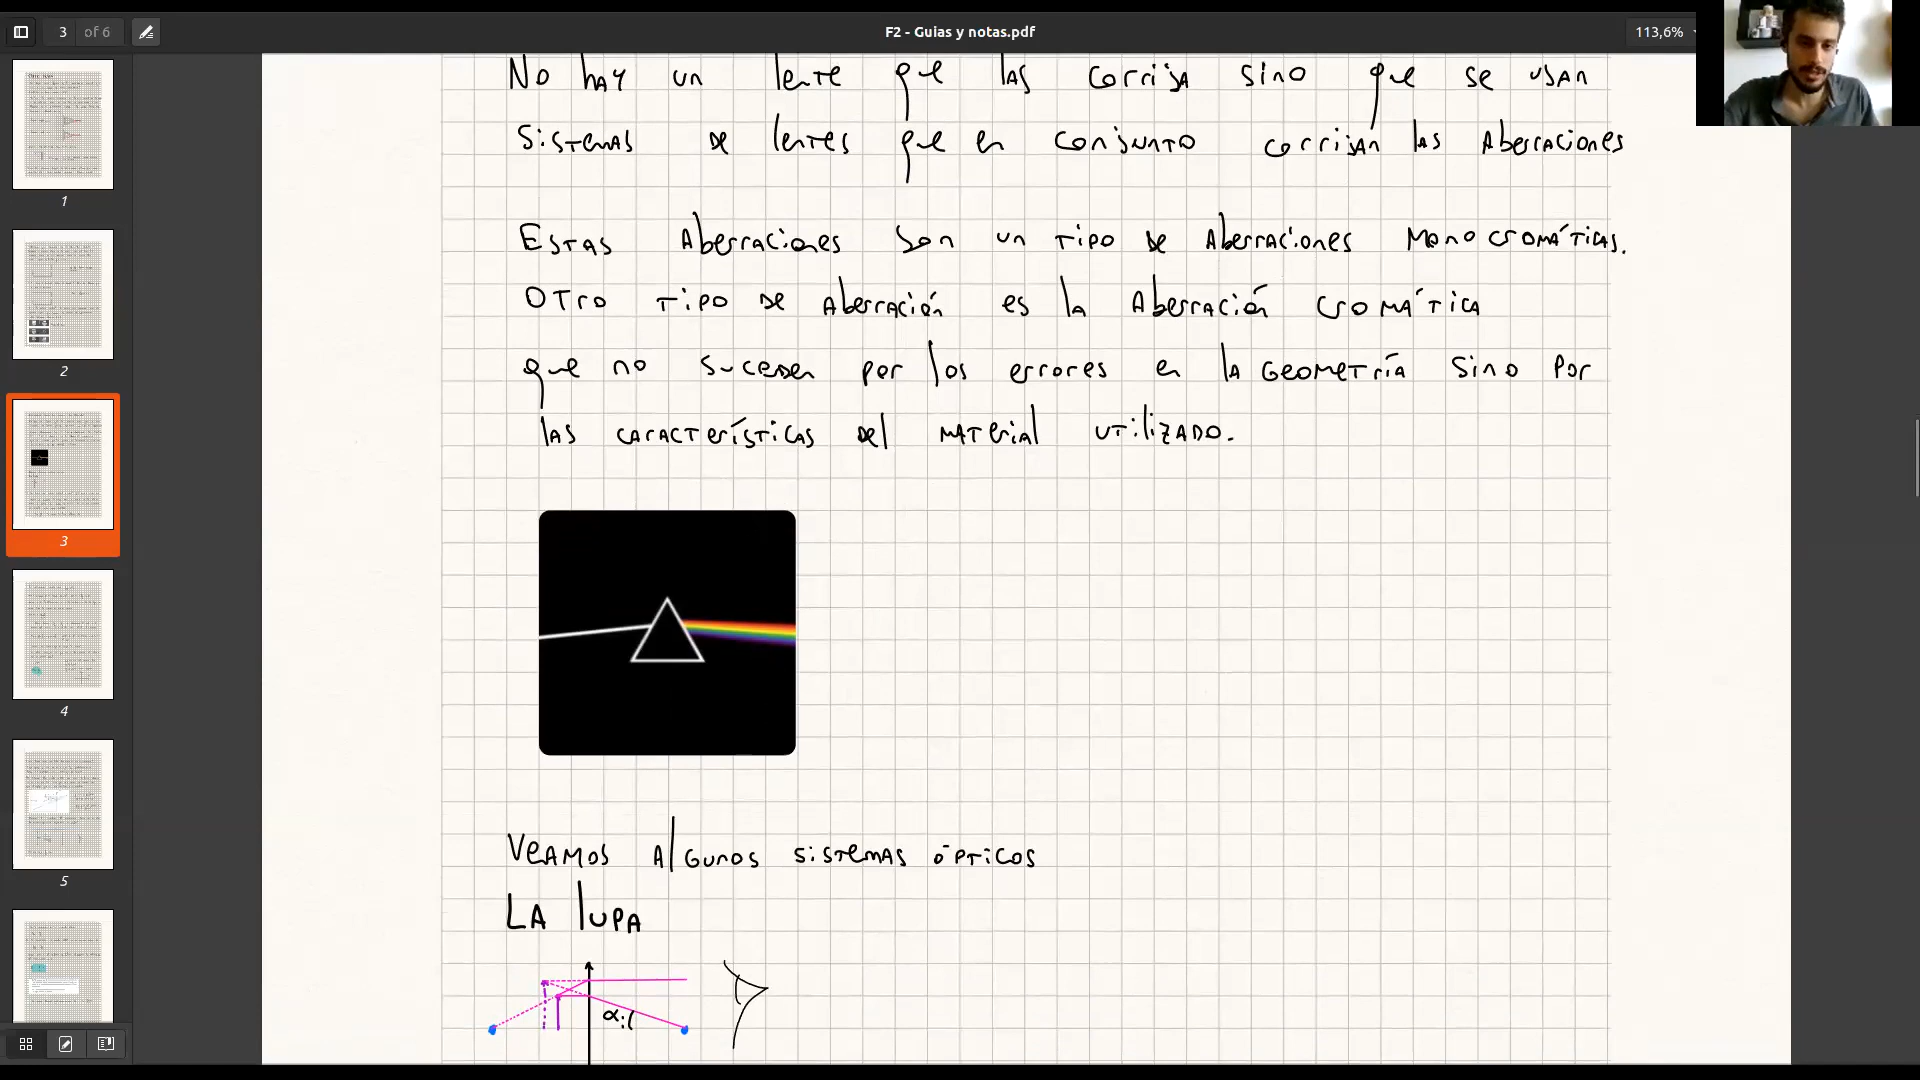 3 of 6
F2 - Guias y notas.pdf
113,6%
1
2
3
4
5
No hay un lente que las corrija sino que se usan
Sistemas de lentes que en conjunto corrijan las Aberraciones
Estas Aberraciones son un tipo de Aberraciones monocromáticas.
Otro tipo de aberración es la Aberración cromática
que no suceden por los errores en la Geometría sino por
las características del material utilizado.
Veamos algunos sistemas ópticos
La lupa